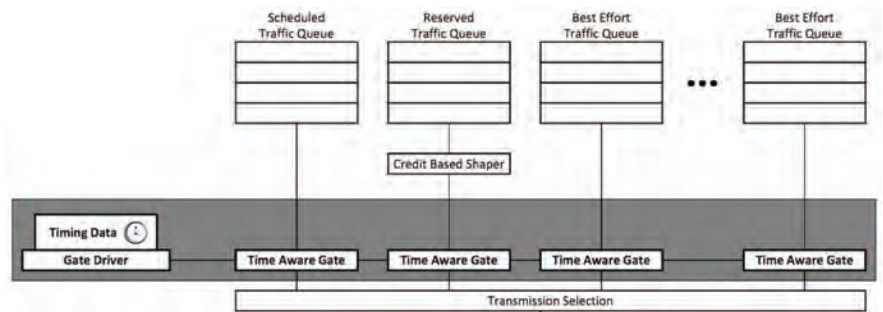 Scheduled
Traffic Queue
Reserved
Traffic Queue
Best Effort
Traffic Queue
Best Effort
Traffic Queue
Credit Based Shaper
Timing Data
Gate Driver
Time Aware Gate
Time Aware Gate
Time Aware Gate
Time Aware Gate
Transmission Selection